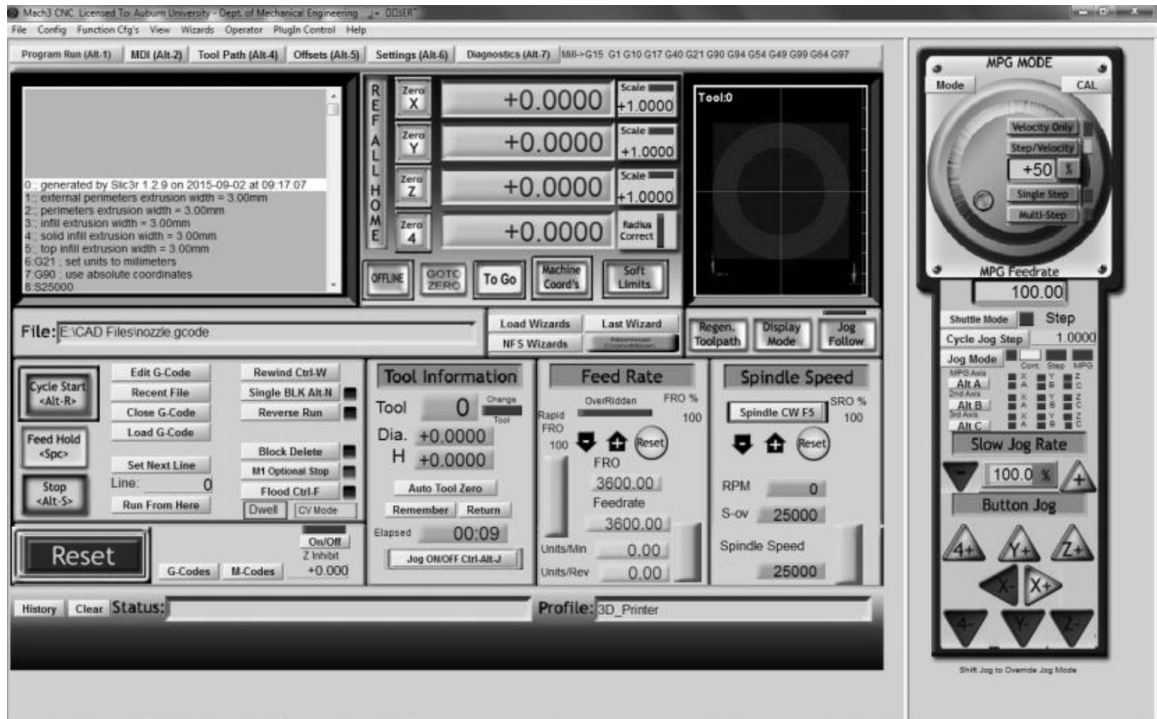 Mach3 CNC Licensed To: Auburn University - Dept. of Mechanical Engineering
File Config Function Cfg's View Wizards Operator PlugIn Control Help
Program Run (Alt-1) MDI (Alt-2) Tool Path (Alt-4) Offsets (Alt-5) Settings (Alt-6) Diagnostics (Alt-7) Mill->G15 G1 G10 G17 G40 G21 G90 G94 G54 G49 G99 G64 G97
0 ; generated by Slic3r 1.2.9 on 2015-09-02 at 09:17:07
1 ; external perimeters extrusion width = 3.00mm
2 ; perimeters extrusion width = 3.00mm
3 ; infill extrusion width = 3.00mm
4 ; solid infill extrusion width = 3.00mm
5 ; top infill extrusion width = 3.00mm
6:G21 ; set units to millimeters
7:G90 ; use absolute coordinates
8:S25000
REF ALL HOME
Zero X +0.0000 Scale +1.0000
Zero Y +0.0000 Scale +1.0000
Zero Z +0.0000 Scale +1.0000
Zero 4 +0.0000 Radius Correct
OFFLINE GOTO ZERO To Go Machine Coord's Soft Limits
Tool:0
File: E:\CAD Files\nozzle.gcode
Load Wizards Last Wizard
NFS Wizards Normal Condition
Regen. Toolpath Display Mode Jog Follow
Cycle Start <Alt-R>
Feed Hold <Spc>
Stop <Alt-S>
Edit G-Code
Recent File
Close G-Code
Load G-Code
Set Next Line
Line: 0
Run From Here
Rewind Ctrl-W
Single BLK Alt-N
Reverse Run
Block Delete
M1 Optional Stop
Flood Ctrl-F
Dwell CV Mode
Reset
G-Codes M-Codes
On/Off
Z Inhibit
+0.000
Tool Information
Tool 0 Change Tool
Dia. +0.0000
H +0.0000
Auto Tool Zero
Remember Return
Elapsed 00:09
Jog ON/OFF Ctrl-Alt-J
Feed Rate
OverRidden FRO %
100
Rapid FRO
100
Reset
FRO
3600.00
Feedrate
3600.00
Units/Min 0.00
Units/Rev 0.00
Spindle Speed
Spindle CW F5 SRO %
100
Reset
RPM 0
S-ov 25000
Spindle Speed
25000
History Clear Status:
Profile: 3D_Printer
MPG MODE
Mode CAL
Velocity Only
Step/Velocity
+50 %
Single Step
Multi-Step
MPG Feedrate
100.00
Shuttle Mode Step
Cycle Jog Step 1.0000
Jog Mode Cont. Step MPG
MPG Axis
Alt A X Y Z A B C
2nd Axis
Alt B X Y Z A B C
3rd Axis
Alt C X Y Z A B C
Slow Jog Rate
- 100.0 % +
Button Jog
4+ Y+ Z+
X- X+
4- Y- Z-
Shift Jog to Override Jog Mode